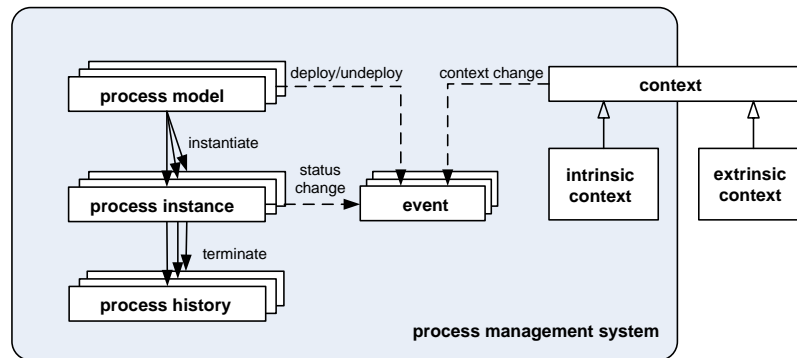 process model
deploy/undeploy
context change
context
instantiate
intrinsic
context
extrinsic
context
status
change
process instance
event
terminate
process history
process management system